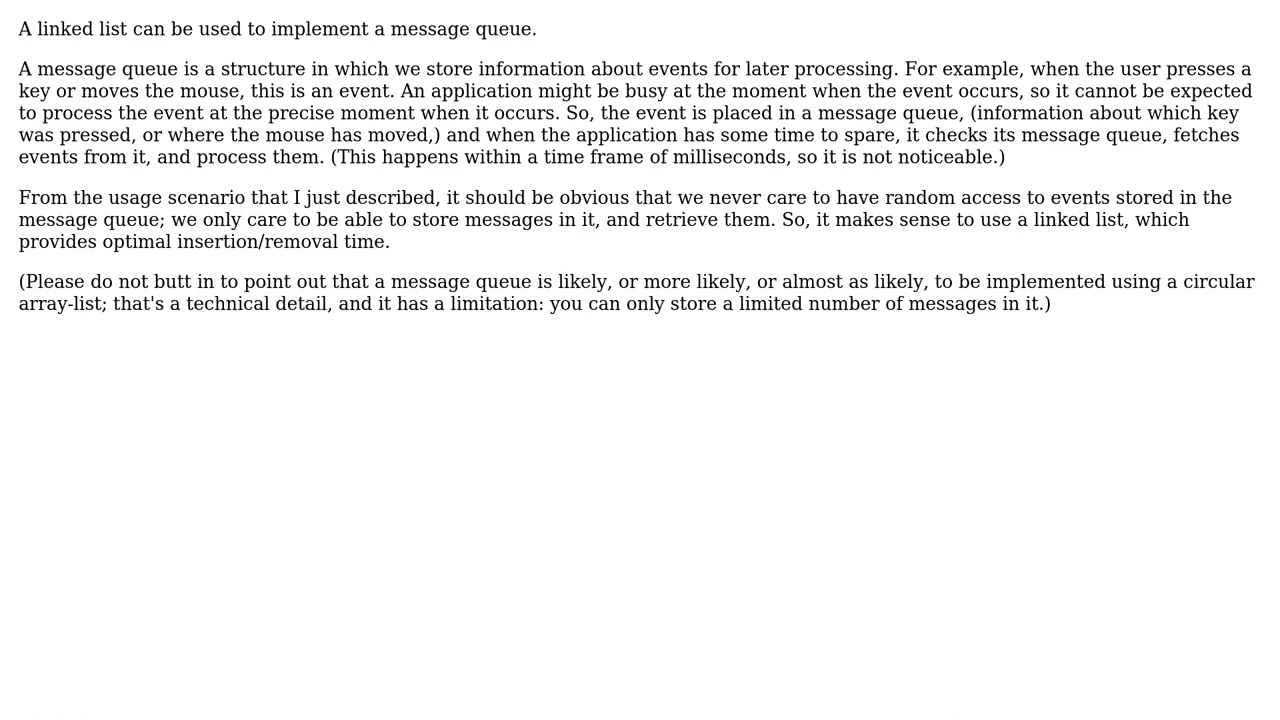 A linked list can be used to implement a message queue.
A message queue is a structure in which we store information about events for later processing. For example, when the user presses a
key or moves the mouse, this is an event. An application might be busy at the moment when the event occurs, so it cannot be expected
to process the event at the precise moment when it occurs. So, the event is placed in a message queue, (information about which key
was pressed, or where the mouse has moved,) and when the application has some time to spare, it checks its message queue, fetches
events from it, and process them. (This happens within a time frame of milliseconds, so it is not noticeable.)
From the usage scenario that I just described, it should be obvious that we never care to have random access to events stored in the
message queue; we only care to be able to store messages in it, and retrieve them. So, it makes sense to use a linked list, which
provides optimal insertion/removal time.
(Please do not butt in to point out that a message queue is likely, or more likely, or almost as likely, to be implemented using a circular
array-list; that's a technical detail, and it has a limitation: you can only store a limited number of messages in it.)